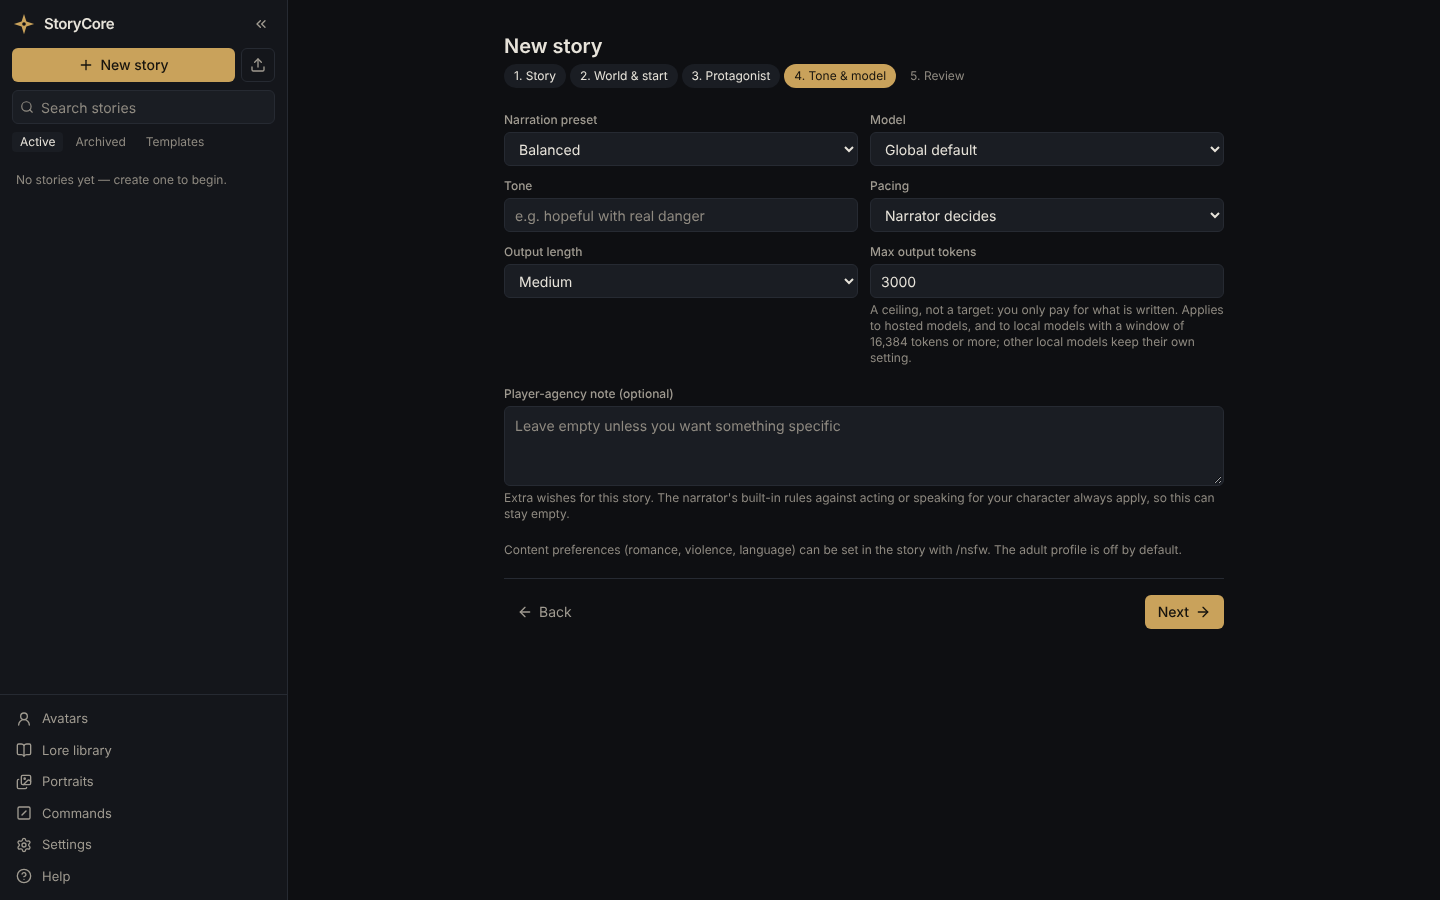 StoryCore
New story
Search stories
Active
Archived
Templates
No stories yet — create one to begin.
Avatars
Lore library
Portraits
Commands
Settings
Help
New story
1. Story
2. World & start
3. Protagonist
4. Tone & model
5. Review
Narration preset
Balanced
Model
Global default
Tone
e.g. hopeful with real danger
Pacing
Narrator decides
Output length
Medium
Max output tokens
3000
A ceiling, not a target: you only pay for what is written. Applies
to hosted models, and to local models with a window of
16,384 tokens or more; other local models keep their own
setting.
Player-agency note (optional)
Leave empty unless you want something specific
Extra wishes for this story. The narrator's built-in rules against acting or speaking for your character always apply, so this can
stay empty.
Content preferences (romance, violence, language) can be set in the story with /nsfw. The adult profile is off by default.
Back
Next